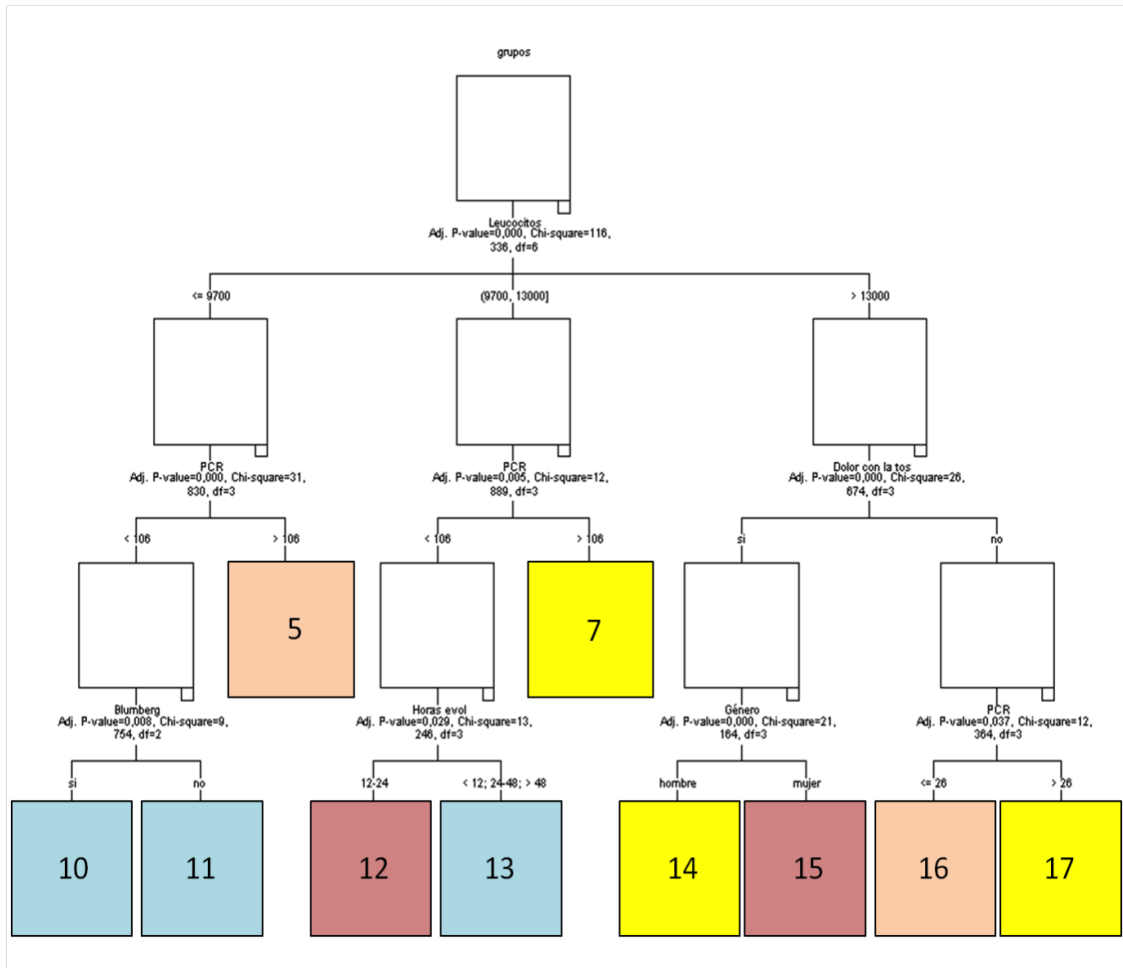 grupos
Leucocitos
Adj. P-value=0,000, Chi-square=116,
336, df=6
<= 9700
(9700, 13000]
> 13000
PCR
Adj. P-value=0,000, Chi-square=31,
830, df=3
PCR
Adj. P-value=0,005, Chi-square=12,
889, df=3
Dolor con la tos
Adj. P-value=0,000, Chi-square=26,
674, df=3
< 106
> 106
< 106
> 106
si
no
5
7
Blumberg
Adj. P-value=0,008, Chi-square=9,
754, df=2
Horas evol
Adj. P-value=0,029, Chi-square=13,
246, df=3
Género
Adj. P-value=0,000, Chi-square=21,
164, df=3
PCR
Adj. P-value=0,037, Chi-square=12,
364, df=3
si
no
12-24
< 12; 24-48; > 48
hombre
mujer
<= 26
> 26
10
11
12
13
14
15
16
17